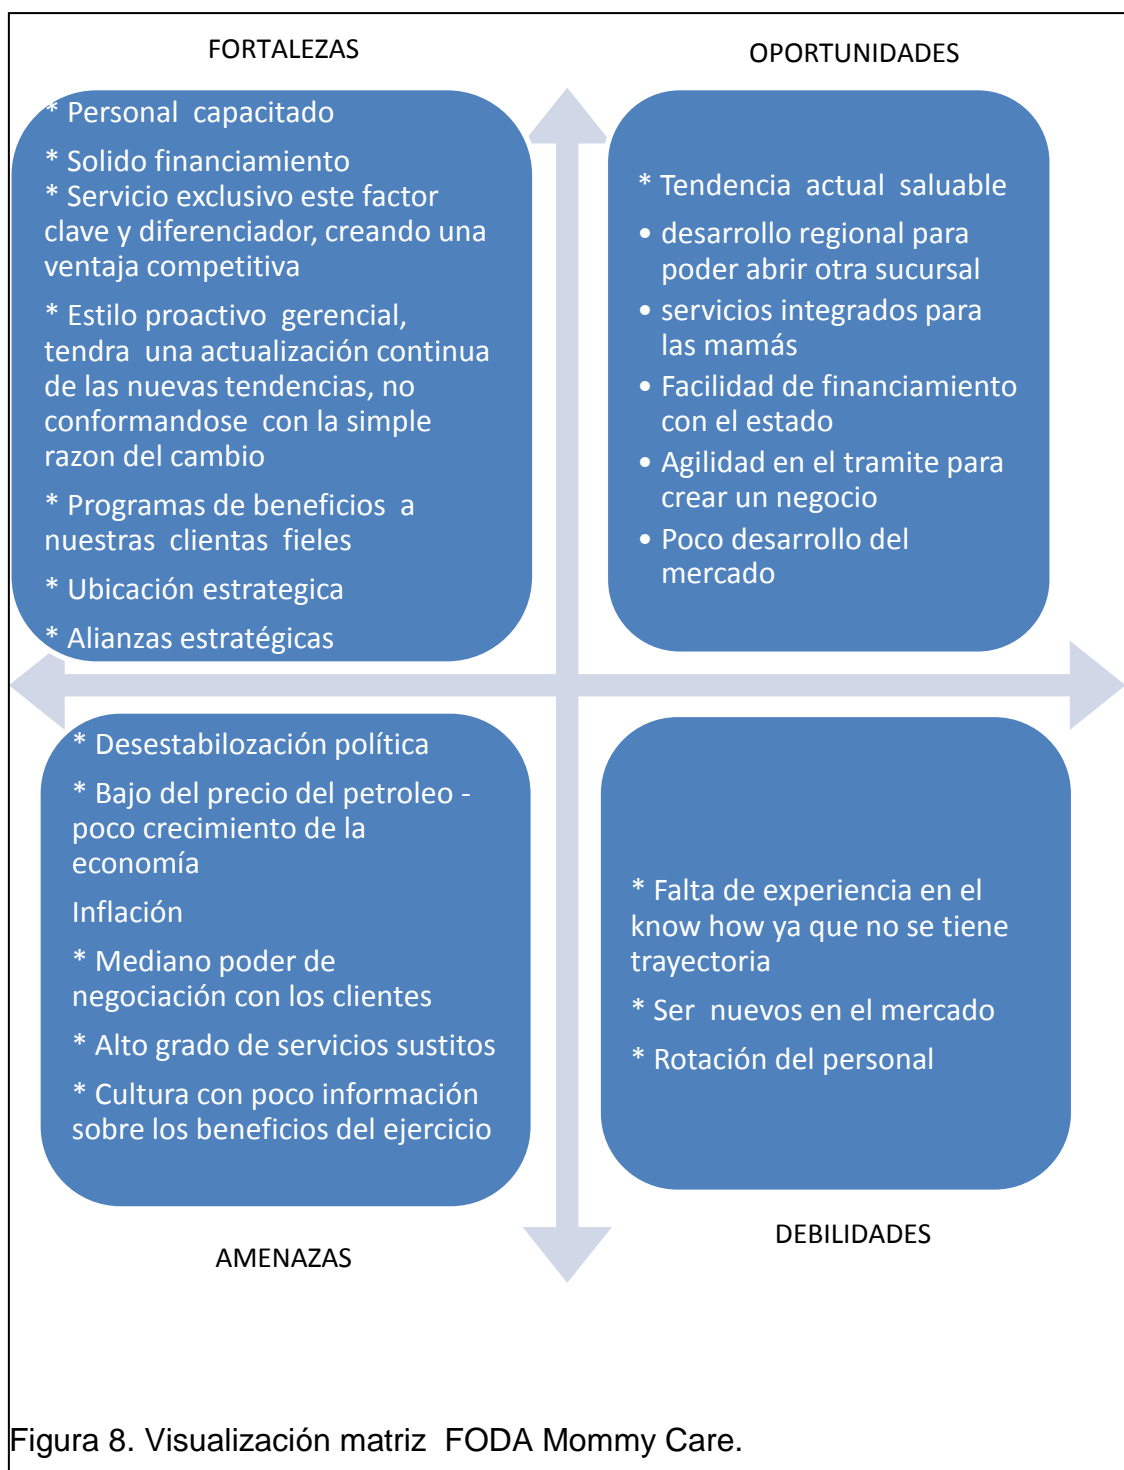 FORTALEZAS
* Personal capacitado
* Solido financiamiento
* Servicio exclusivo este factor
clave y diferenciador, creando una
ventaja competitiva
* Estilo proactivo gerencial,
tendra una actualización continua
de las nuevas tendencias, no
conformandose con la simple
razon del cambio
* Programas de beneficios a
nuestras clientas fieles
* Ubicación estrategica
* Alianzas estratégicas
OPORTUNIDADES
* Tendencia actual saluable
• desarrollo regional para
poder abrir otra sucursal
• servicios integrados para
las mamás
• Facilidad de financiamiento
con el estado
• Agilidad en el tramite para
crear un negocio
• Poco desarrollo del
mercado
* Desestabilozación política
* Bajo del precio del petroleo -
poco crecimiento de la
economía
Inflación
* Mediano poder de
negociación con los clientes
* Alto grado de servicios sustitos
* Cultura con poco información
sobre los beneficios del ejercicio
AMENAZAS
* Falta de experiencia en el
know how ya que no se tiene
trayectoria
* Ser nuevos en el mercado
* Rotación del personal
DEBILIDADES
Figura 8. Visualización matriz FODA Mommy Care.